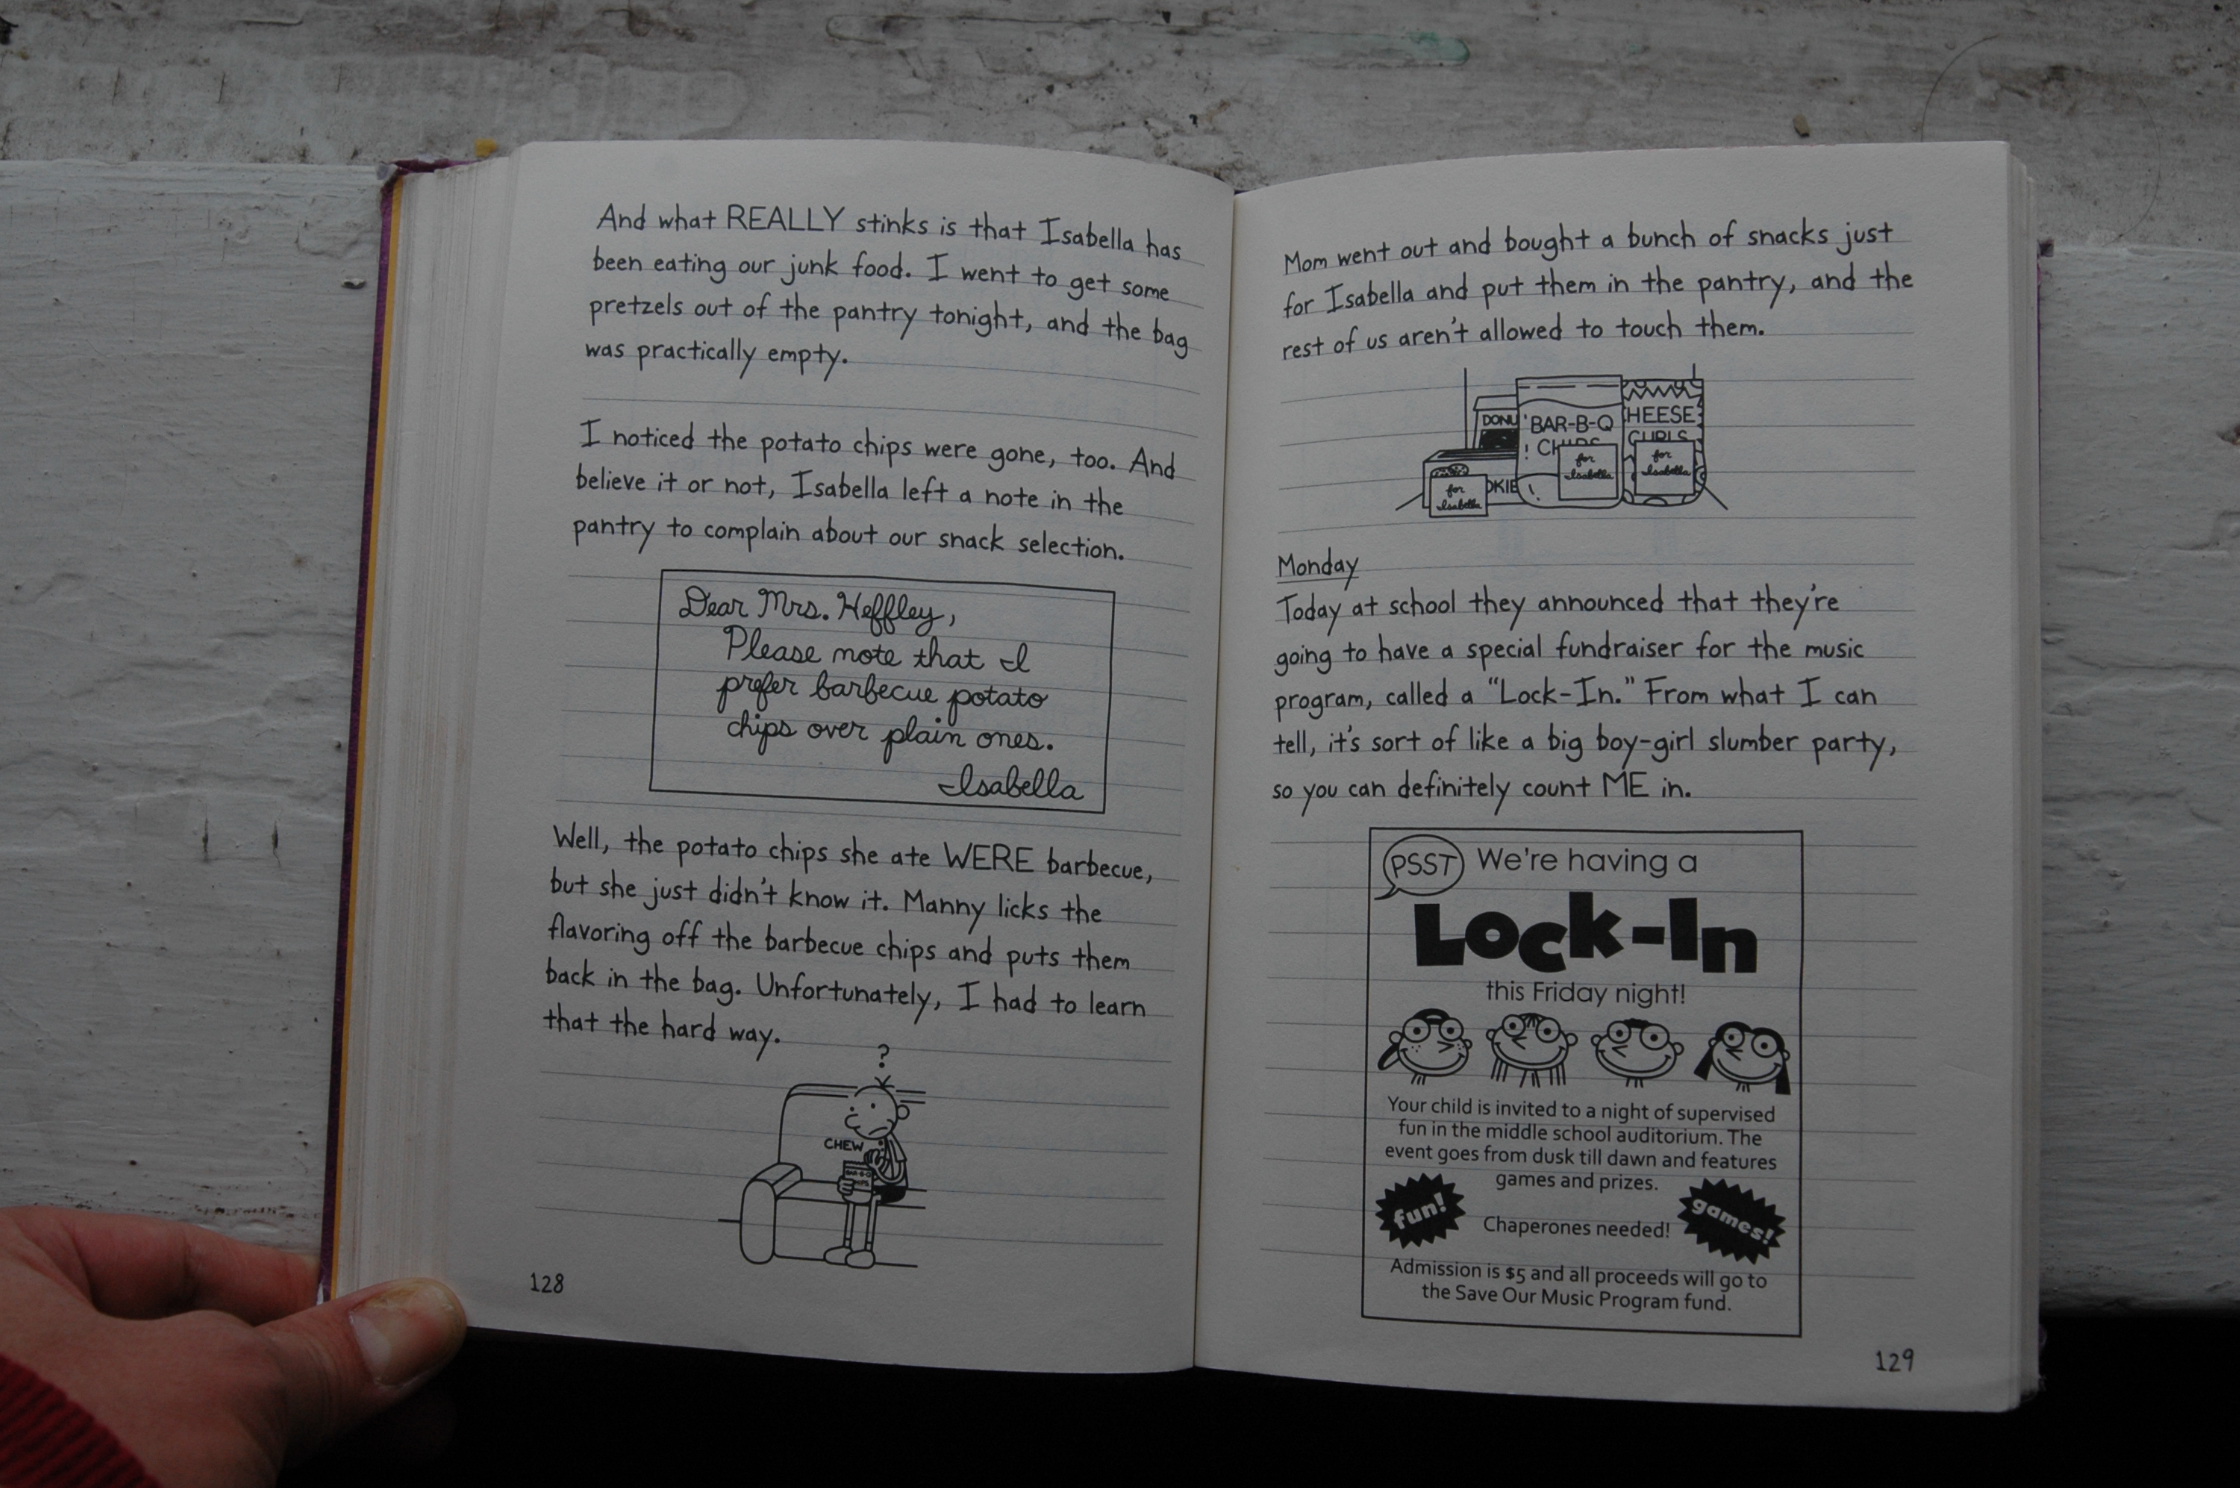 And what REALLY stinks is that Isabella has
been eating our junk food. I went to get some
pretzels out of the pantry tonight, and the bag
was practically empty.
I noticed the potato chips were gone, too. And
believe it or not, Isabella left a note in the
pantry to complain about our snack selection.
Dear Mrs. Heffley,
Please note that I
prefer barbecue potato
chips over plain ones.
Isabella
Well, the potato chips she ate WERE barbecue,
but she just didn't know it. Manny licks the
flavoring off the barbecue chips and puts them
back in the bag. Unfortunately, I had to learn
that the hard way.
?
CHEW
128
Mom went out and bought a bunch of snacks just
for Isabella and put them in the pantry, and the
rest of us aren't allowed to touch them.
DONU
BAR-B-Q
CHIPS
HEESE
CURLS
for
Isabella
for
Isabella
for
Isabella
OKIE
Monday
Today at school they announced that they're
going to have a special fundraiser for the music
program, called a "Lock-In." From what I can
tell, it's sort of like a big boy-girl slumber party,
so you can definitely count ME in.
PSST We're having a
Lock-In
this Friday night!
Your child is invited to a night of supervised
fun in the middle school auditorium. The
event goes from dusk till dawn and features
games and prizes.
fun!
Chaperones needed!
games!
Admission is $5 and all proceeds will go to
the Save Our Music Program fund.
129